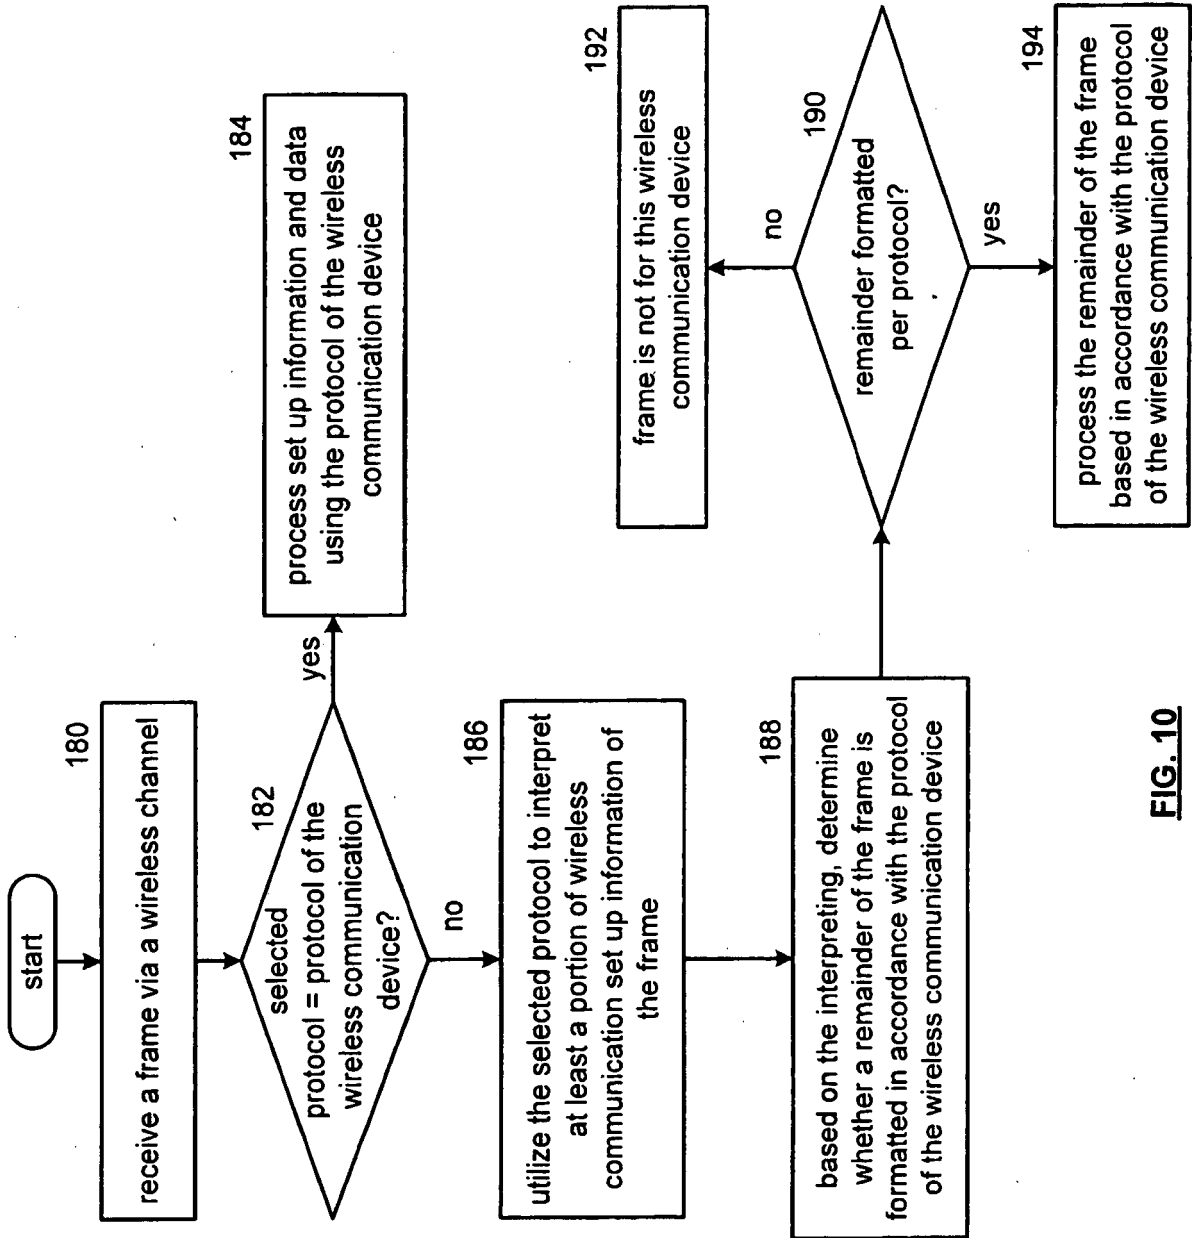 start
180
receive a frame via a wireless channel
182
selected
protocol = protocol of the
wireless communication
device?
yes
184
process set up information and data
using the protocol of the wireless
communication device
no
186
utilize the selected protocol to interpret
at least a portion of wireless
communication set up information of
the frame
188
based on the interpreting, determine
whether a remainder of the frame is
formatted in accordance with the protocol
of the wireless communication device
190
remainder formatted
per protocol?
no
192
frame is not for this wireless
communication device
yes
194
process the remainder of the frame
based in accordance with the protocol
of the wireless communication device
FIG. 10